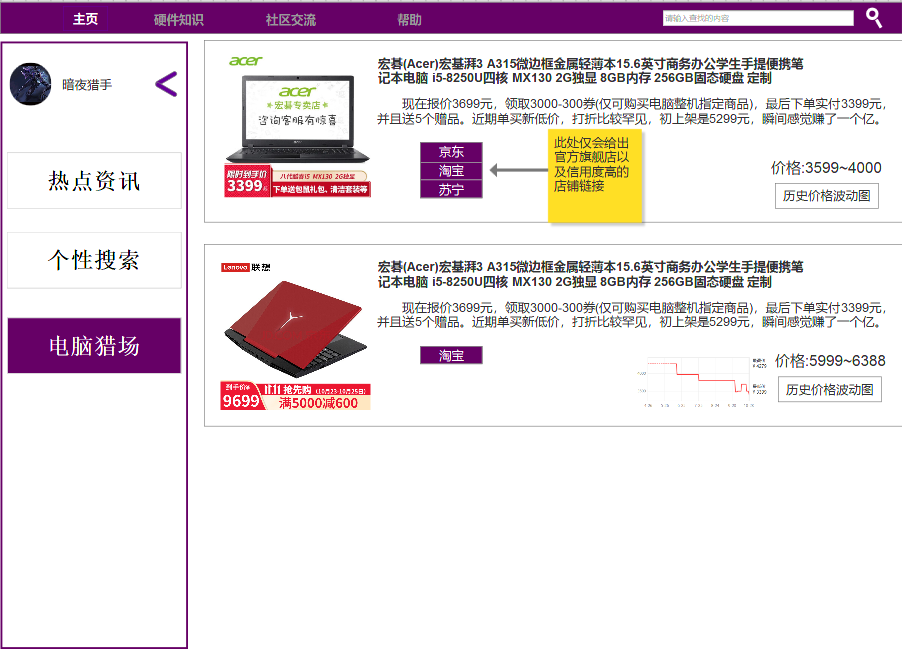 主页
硬件知识
社区交流
帮助
请输入查找的内容
暗夜猎手
热点资讯
个性搜索
电脑猎场
acer
acer
宏碁专卖店
咨询客服有惊喜
限时到手价
3399
八代酷睿i5 MX130 2G独显
下单送包鼠礼包、清洁套装等
宏碁(Acer)宏基湃3 A315微边框金属轻薄本15.6英寸商务办公学生手提便携笔
记本电脑 i5-8250U四核 MX130 2G独显 8GB内存 256GB固态硬盘 定制
现在报价3699元，领取3000-300券(仅可购买电脑整机指定商品)，最后下单实付3399元，
并且送5个赠品。近期单买新低价，打折比较罕见，初上架是5299元，瞬间感觉赚了一个亿。
京东
淘宝
苏宁
此处仅会给出
官方旗舰店以
及信用度高的
店铺链接
价格:3599~4000
历史价格波动图
Lenovo 联想
到手价¥
9699
11.11 抢先购 (10月23-10月25日)
满5000减600
宏碁(Acer)宏基湃3 A315微边框金属轻薄本15.6英寸商务办公学生手提便携笔
记本电脑 i5-8250U四核 MX130 2G独显 8GB内存 256GB固态硬盘 定制
现在报价3699元，领取3000-300券(仅可购买电脑整机指定商品)，最后下单实付3399元，
并且送5个赠品。近期单买新低价，打折比较罕见，初上架是5299元，瞬间感觉赚了一个亿。
淘宝
价格:5999~6388
历史价格波动图